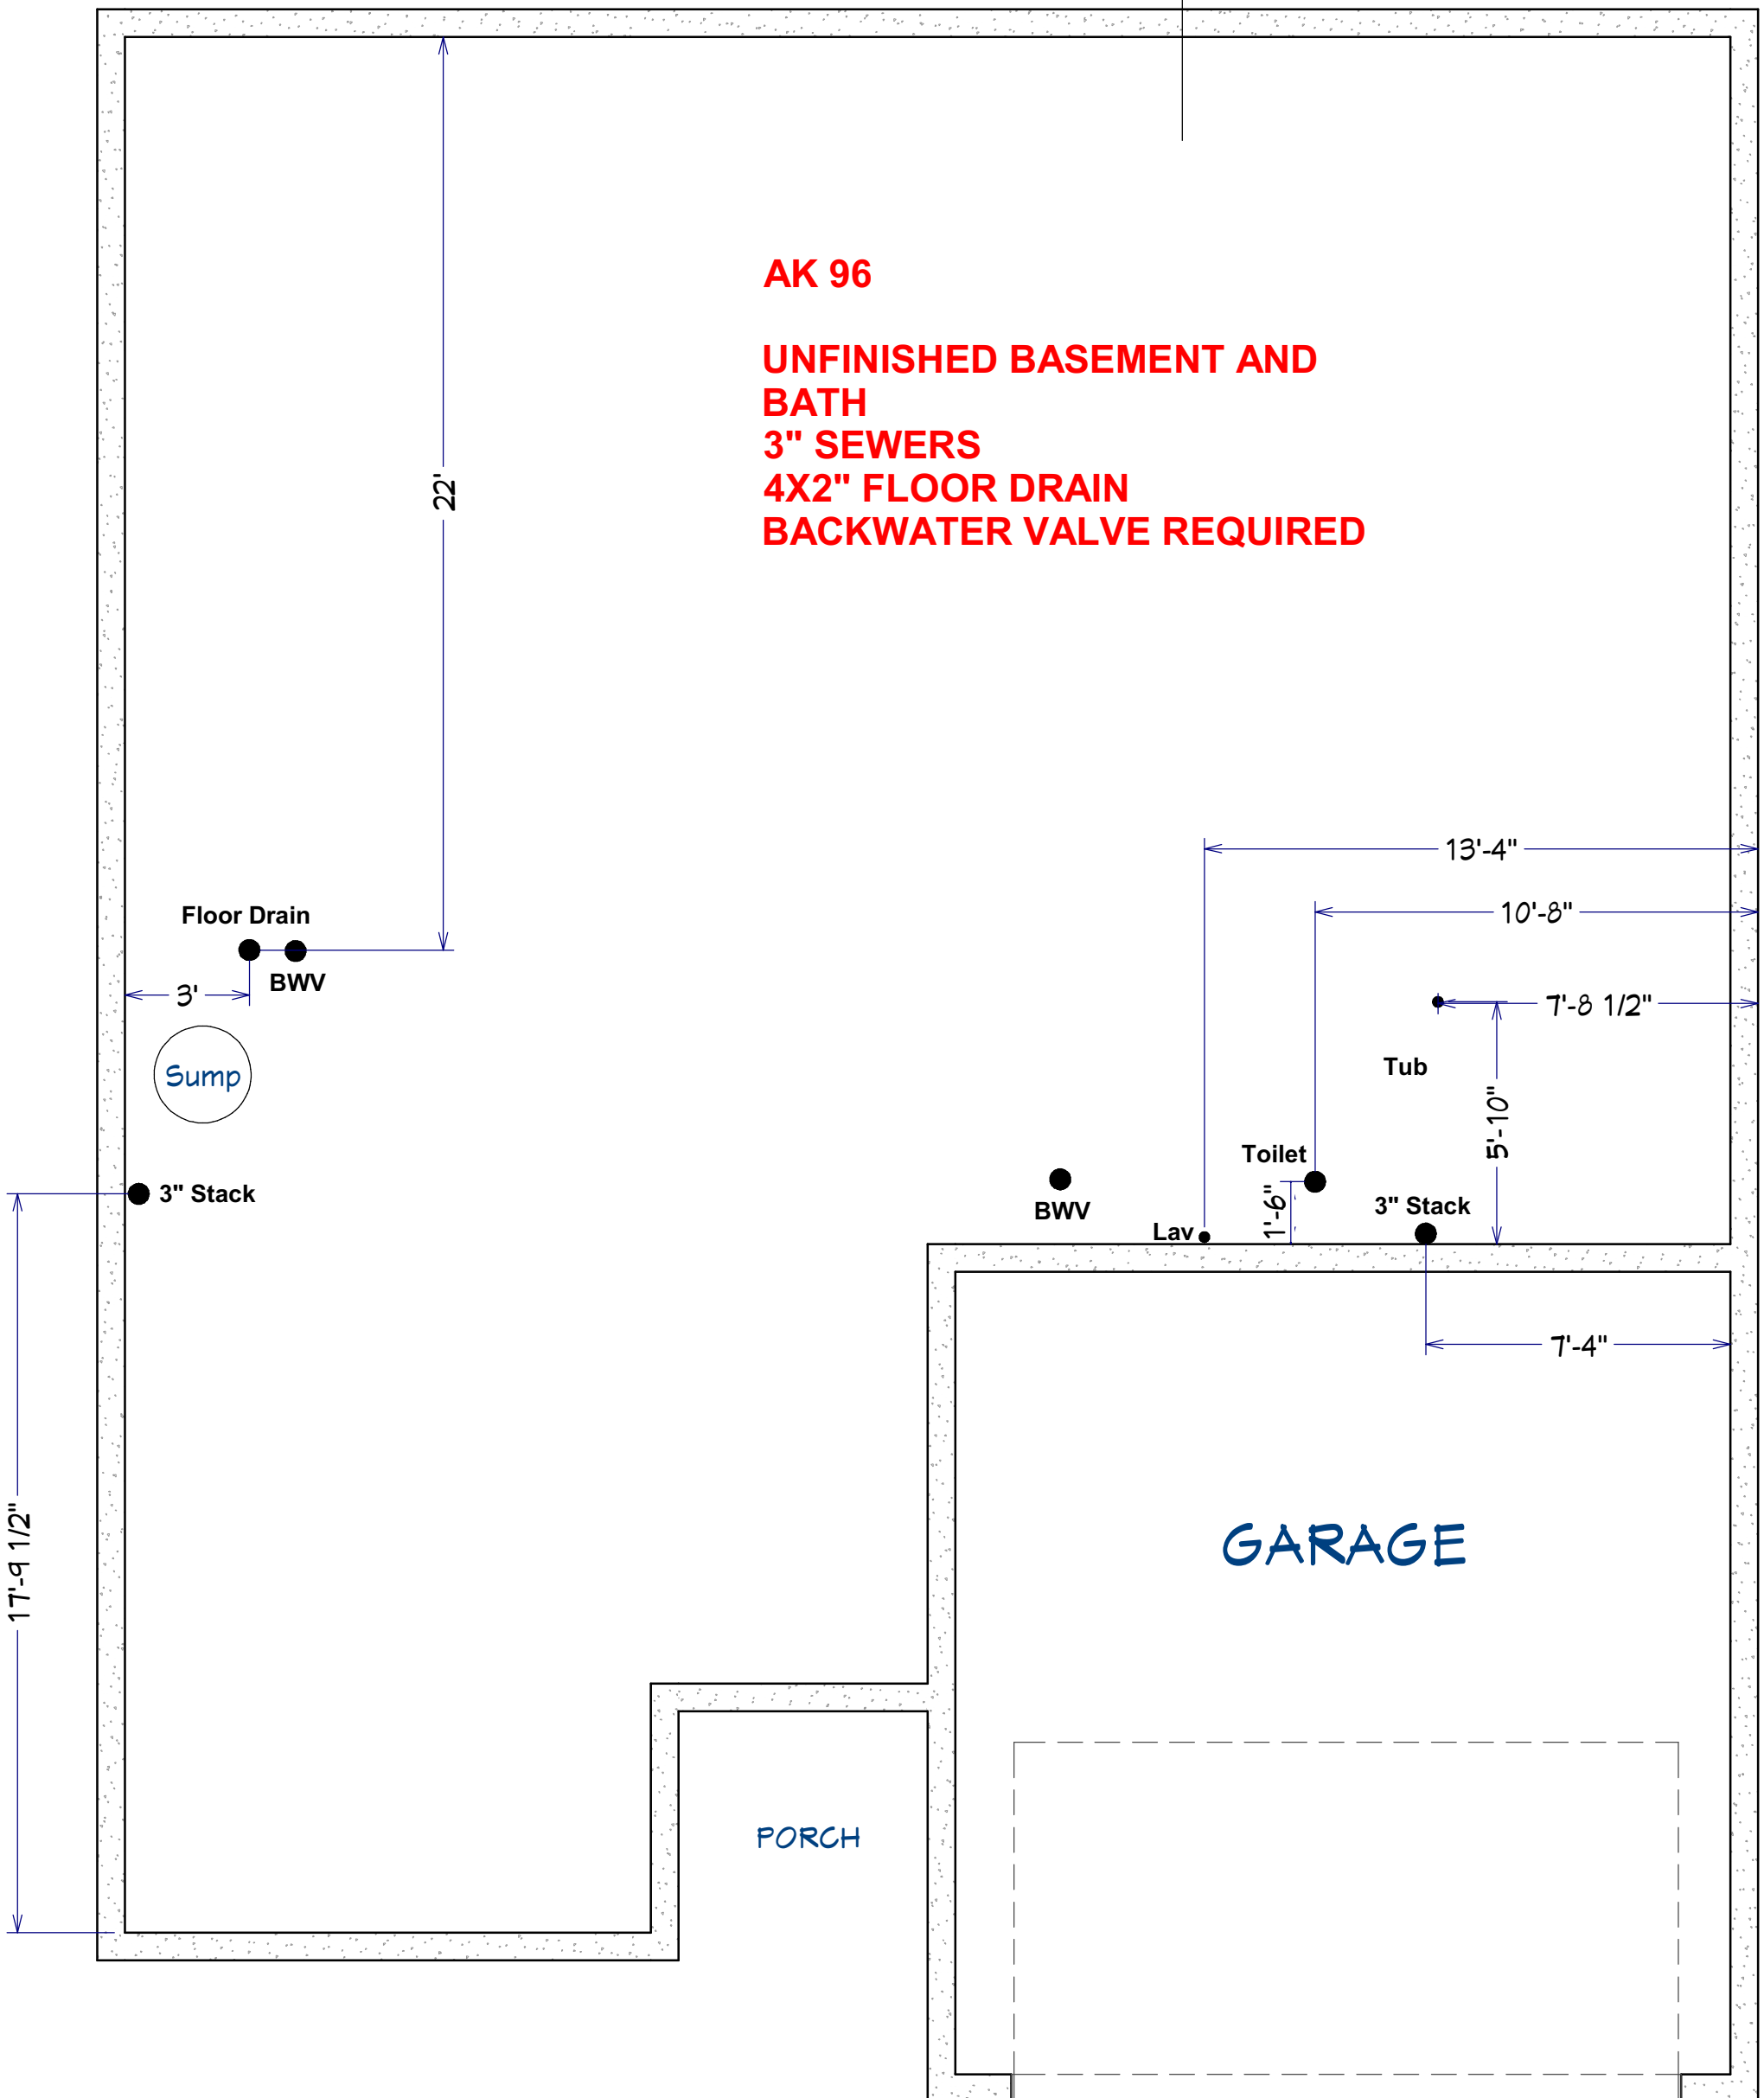 AK 96
UNFINISHED BASEMENT AND
BATH
3" SEWERS
4X2" FLOOR DRAIN
BACKWATER VALVE REQUIRED
22'
13'-4"
10'-8"
Floor Drain
BWV
3'
7'-8 1/2"
Sump
Tub
5'-10"
Toilet
3" Stack
BWV
1'-6"
3" Stack
Lav
7'-4"
GARAGE
17'-9 1/2"
PORCH